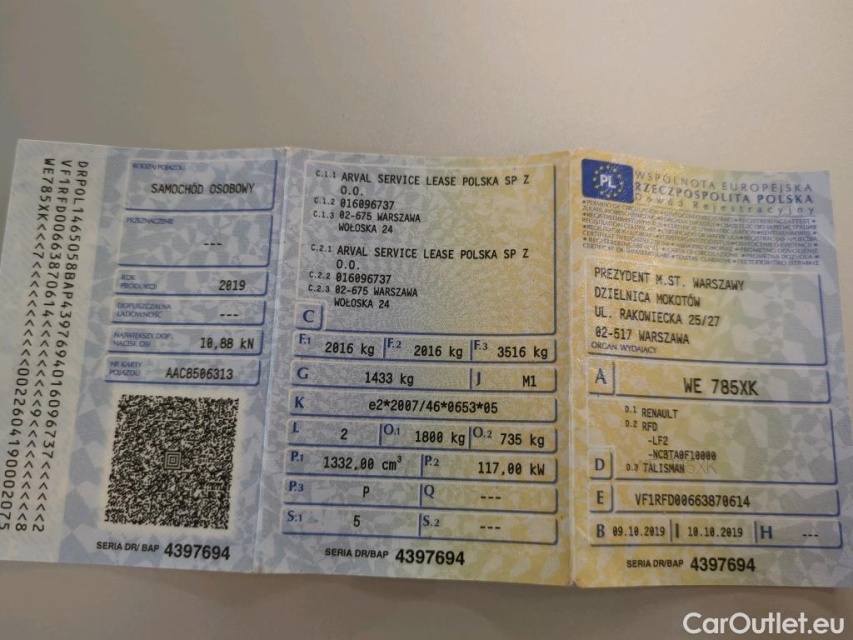 DRPOL1465058BAP4397694016096737<<<<<<2
VF1RFD00663870614<<<<<<9<<<<<<<<<<8
WE785XK<<7<<<<<<<<<<<<<0022604190002075
RODZAJ POJAZDU
SAMOCHÓD OSOBOWY
PRZEZNACZENIE
---
ROK PRODUKCJI
2019
DOPUSZCZALNA ŁADOWNOŚĆ
---
NAJWIĘKSZY DOP. NACISK OSI
10,88 kN
NR KARTY POJAZDU
AAC8506313
SERIA DR/BAP 4397694
C.1.1 ARVAL SERVICE LEASE POLSKA SP Z
O.O.
C.1.2 016096737
C.1.3 02-675 WARSZAWA
WOŁOSKA 24
C.2.1 ARVAL SERVICE LEASE POLSKA SP Z
O.O.
C.2.2 016096737
C.2.3 02-675 WARSZAWA
WOŁOSKA 24
C
F.1 2016 kg F.2 2016 kg F.3 3516 kg
G 1433 kg J M1
K e2*2007/46*0653*05
L 2 O.1 1800 kg O.2 735 kg
P.1 1332,00 cm³ P.2 117,00 kW
P.3 P Q ---
S.1 5 S.2 ---
SERIA DR/BAP 4397694
PL
WSPÓLNOTA EUROPEJSKA
RZECZPOSPOLITA POLSKA
Dowód Rejestracyjny
PREZYDENT M.ST. WARSZAWY
DZIELNICA MOKOTÓW
UL. RAKOWIECKA 25/27
02-517 WARSZAWA
ORGAN WYDAJĄCY
A WE 785XK
D.1 RENAULT
D.2 RFD
-LF2
-NCBTA0F10000
D D.3 TALISMAN
E VF1RFD00663870614
B 09.10.2019 I 10.10.2019 H ---
SERIA DR/BAP 4397694
CarOutlet.eu